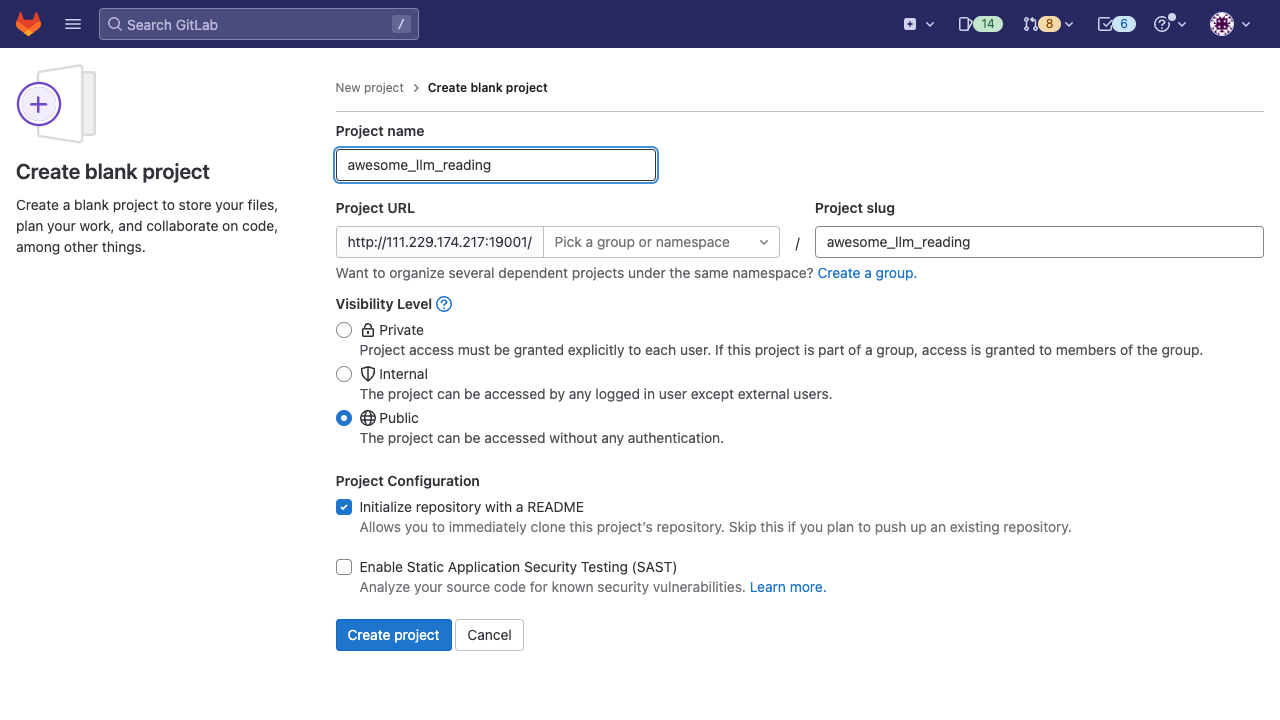 Search GitLab
/
14
8
6
New project
Create blank project
Create blank project
Create a blank project to store your files,
plan your work, and collaborate on code,
among other things.
Project name
awesome_llm_reading
Project URL
Project slug
http://111.229.174.217:19001/
Pick a group or namespace
/
awesome_llm_reading
Want to organize several dependent projects under the same namespace? Create a group.
Visibility Level
Private
Project access must be granted explicitly to each user. If this project is part of a group, access is granted to members of the group.
Internal
The project can be accessed by any logged in user except external users.
Public
The project can be accessed without any authentication.
Project Configuration
Initialize repository with a README
Allows you to immediately clone this project’s repository. Skip this if you plan to push up an existing repository.
Enable Static Application Security Testing (SAST)
Analyze your source code for known security vulnerabilities. Learn more.
Create project
Cancel